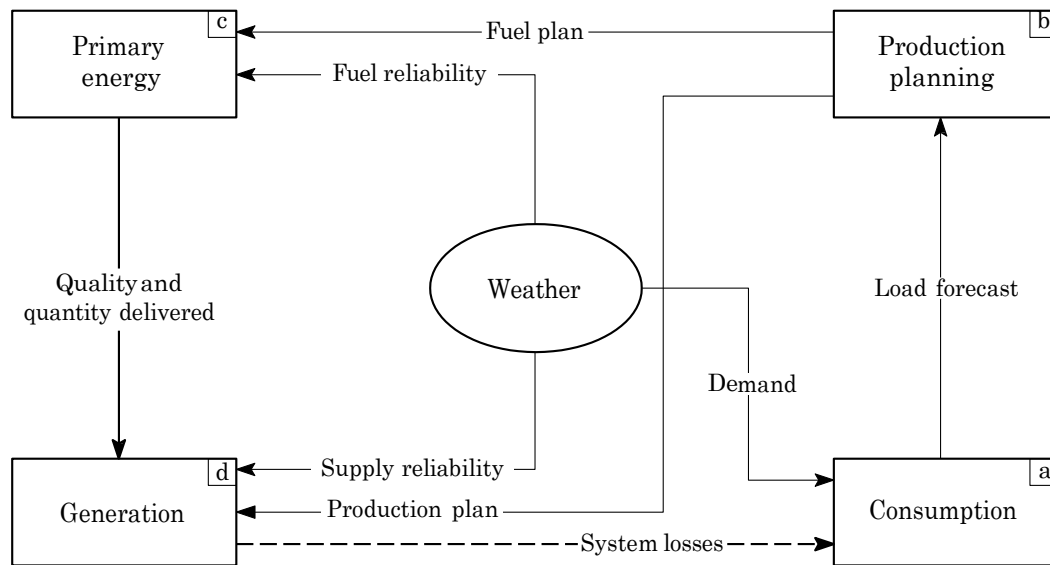 c
Primary
energy
Fuel plan
b
Production
planning
Fuel reliability
Quality and
quantity delivered
Weather
Load forecast
Demand
d
Generation
Supply reliability
Production plan
System losses
a
Consumption